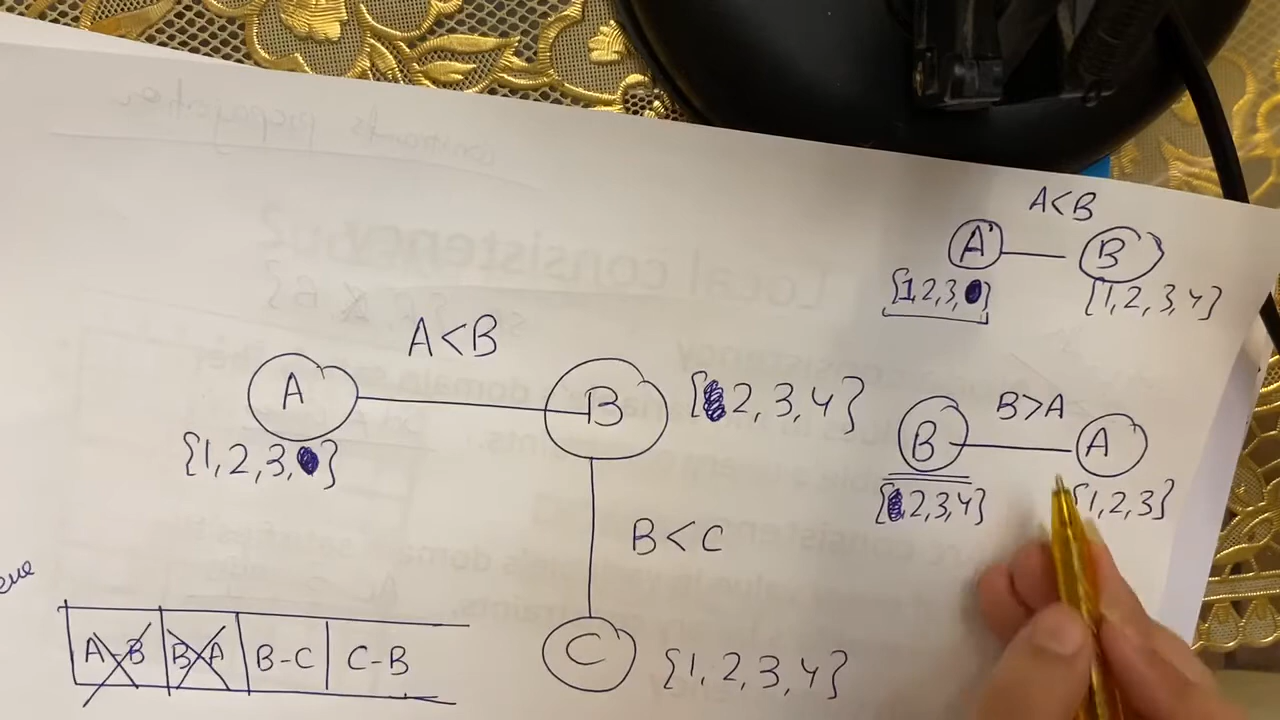 A<B
A B
{1,2,3, }
{1,2,3,4}
A<B
A B
{ 2,3,4}
{1,2,3, }
B>A
B A
{ 2,3,4}
{1,2,3}
B<C
C
{1,2,3,4}
A-B B-A B-C C-B